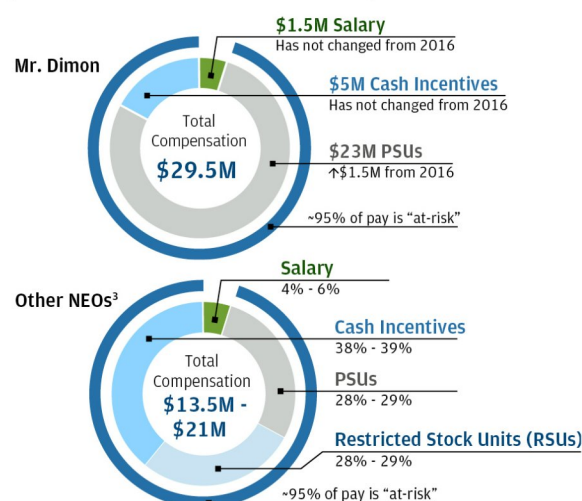 $1.5M Salary
Has not changed from 2016
Mr. Dimon
$5M Cash Incentives
Has not changed from 2016
Total
Compensation
$29.5M
$23M PSUs
↑$1.5M from 2016
~95% of pay is “at-risk”
Salary
4% - 6%
Other NEOs³
Cash Incentives
38% - 39%
Total
Compensation
$13.5M -
$21M
PSUs
28% - 29%
Restricted Stock Units (RSUs)
28% - 29%
~95% of pay is “at-risk”